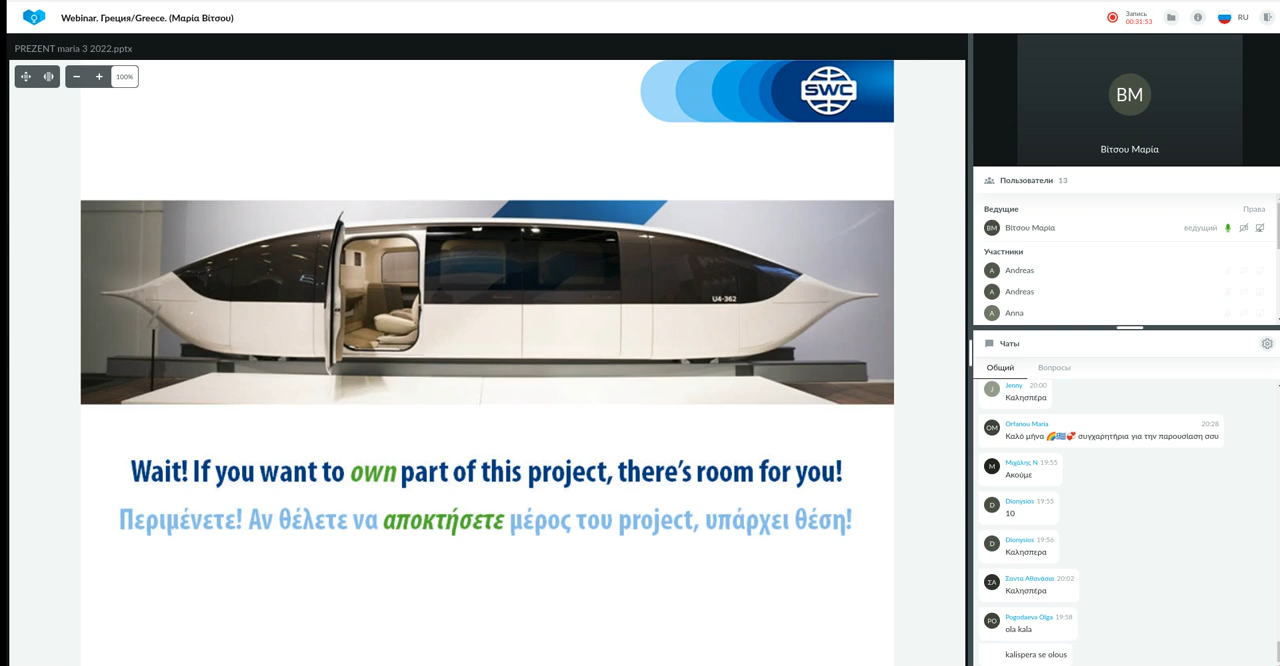 Webinar. Греция/Greece. (Μαρία Βίτσου)
Запись
00:31:53
RU
PREZENT maria 3 2022.pptx
100%
SWC
U4-362
Wait! If you want to own part of this project, there's room for you!
Περιμένετε! Αν θέλετε να αποκτήσετε μέρος του project, υπάρχει θέση!
ΒΜ
Βίτσου Μαρία
Пользователи 13
Ведущие Права
ΒΜ Βίτσου Μαρία ведущий
Участники
A Andreas
A Andreas
A Anna
Чаты
Общий Вопросы
J Jenny 20:00
Καλησπέρα
OM Orfanou Maria 20:28
Καλό μήνα 🌈🇬🇷💞 συγχαρητήρια για την παρουσίαση σου
Μ Μιχάλης Ν 19:55
Ακούμε
D Dionysios 19:55
10
D Dionysios 19:56
Καλησπερα
ΣΑ Σαντα Αθανάσια 20:02
Καλησπέρα
PO Pogodaeva Olga 19:58
ola kala
kalispera se olous